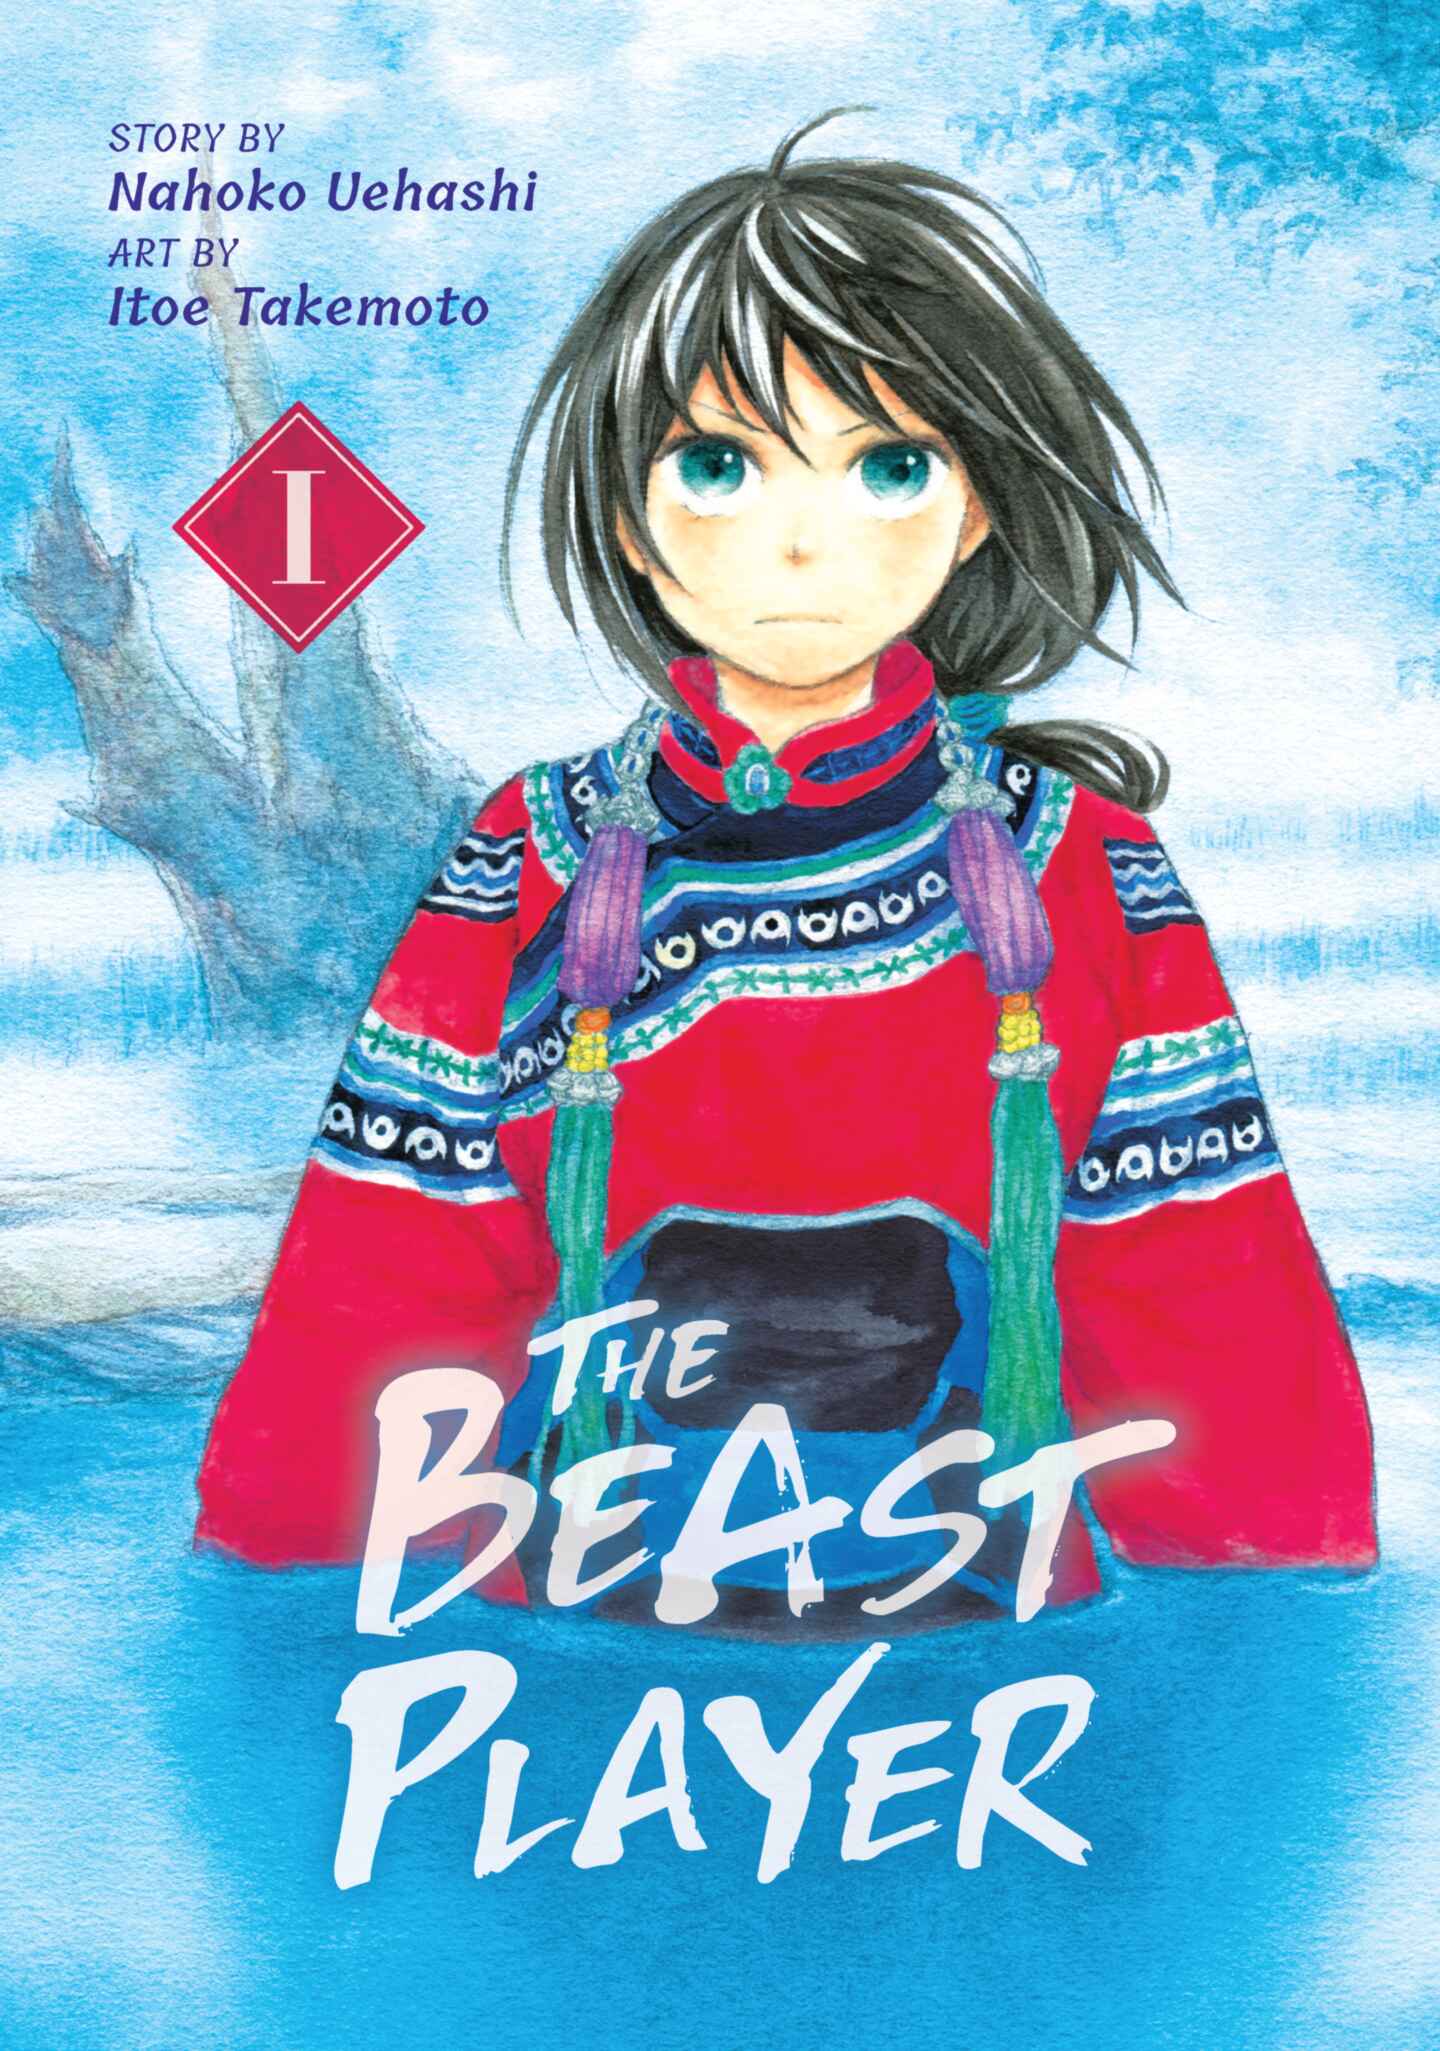 STORY BY
Nahoko Uehashi
ART BY
Itoe Takemoto
I
THE
BEAST
PLAYER